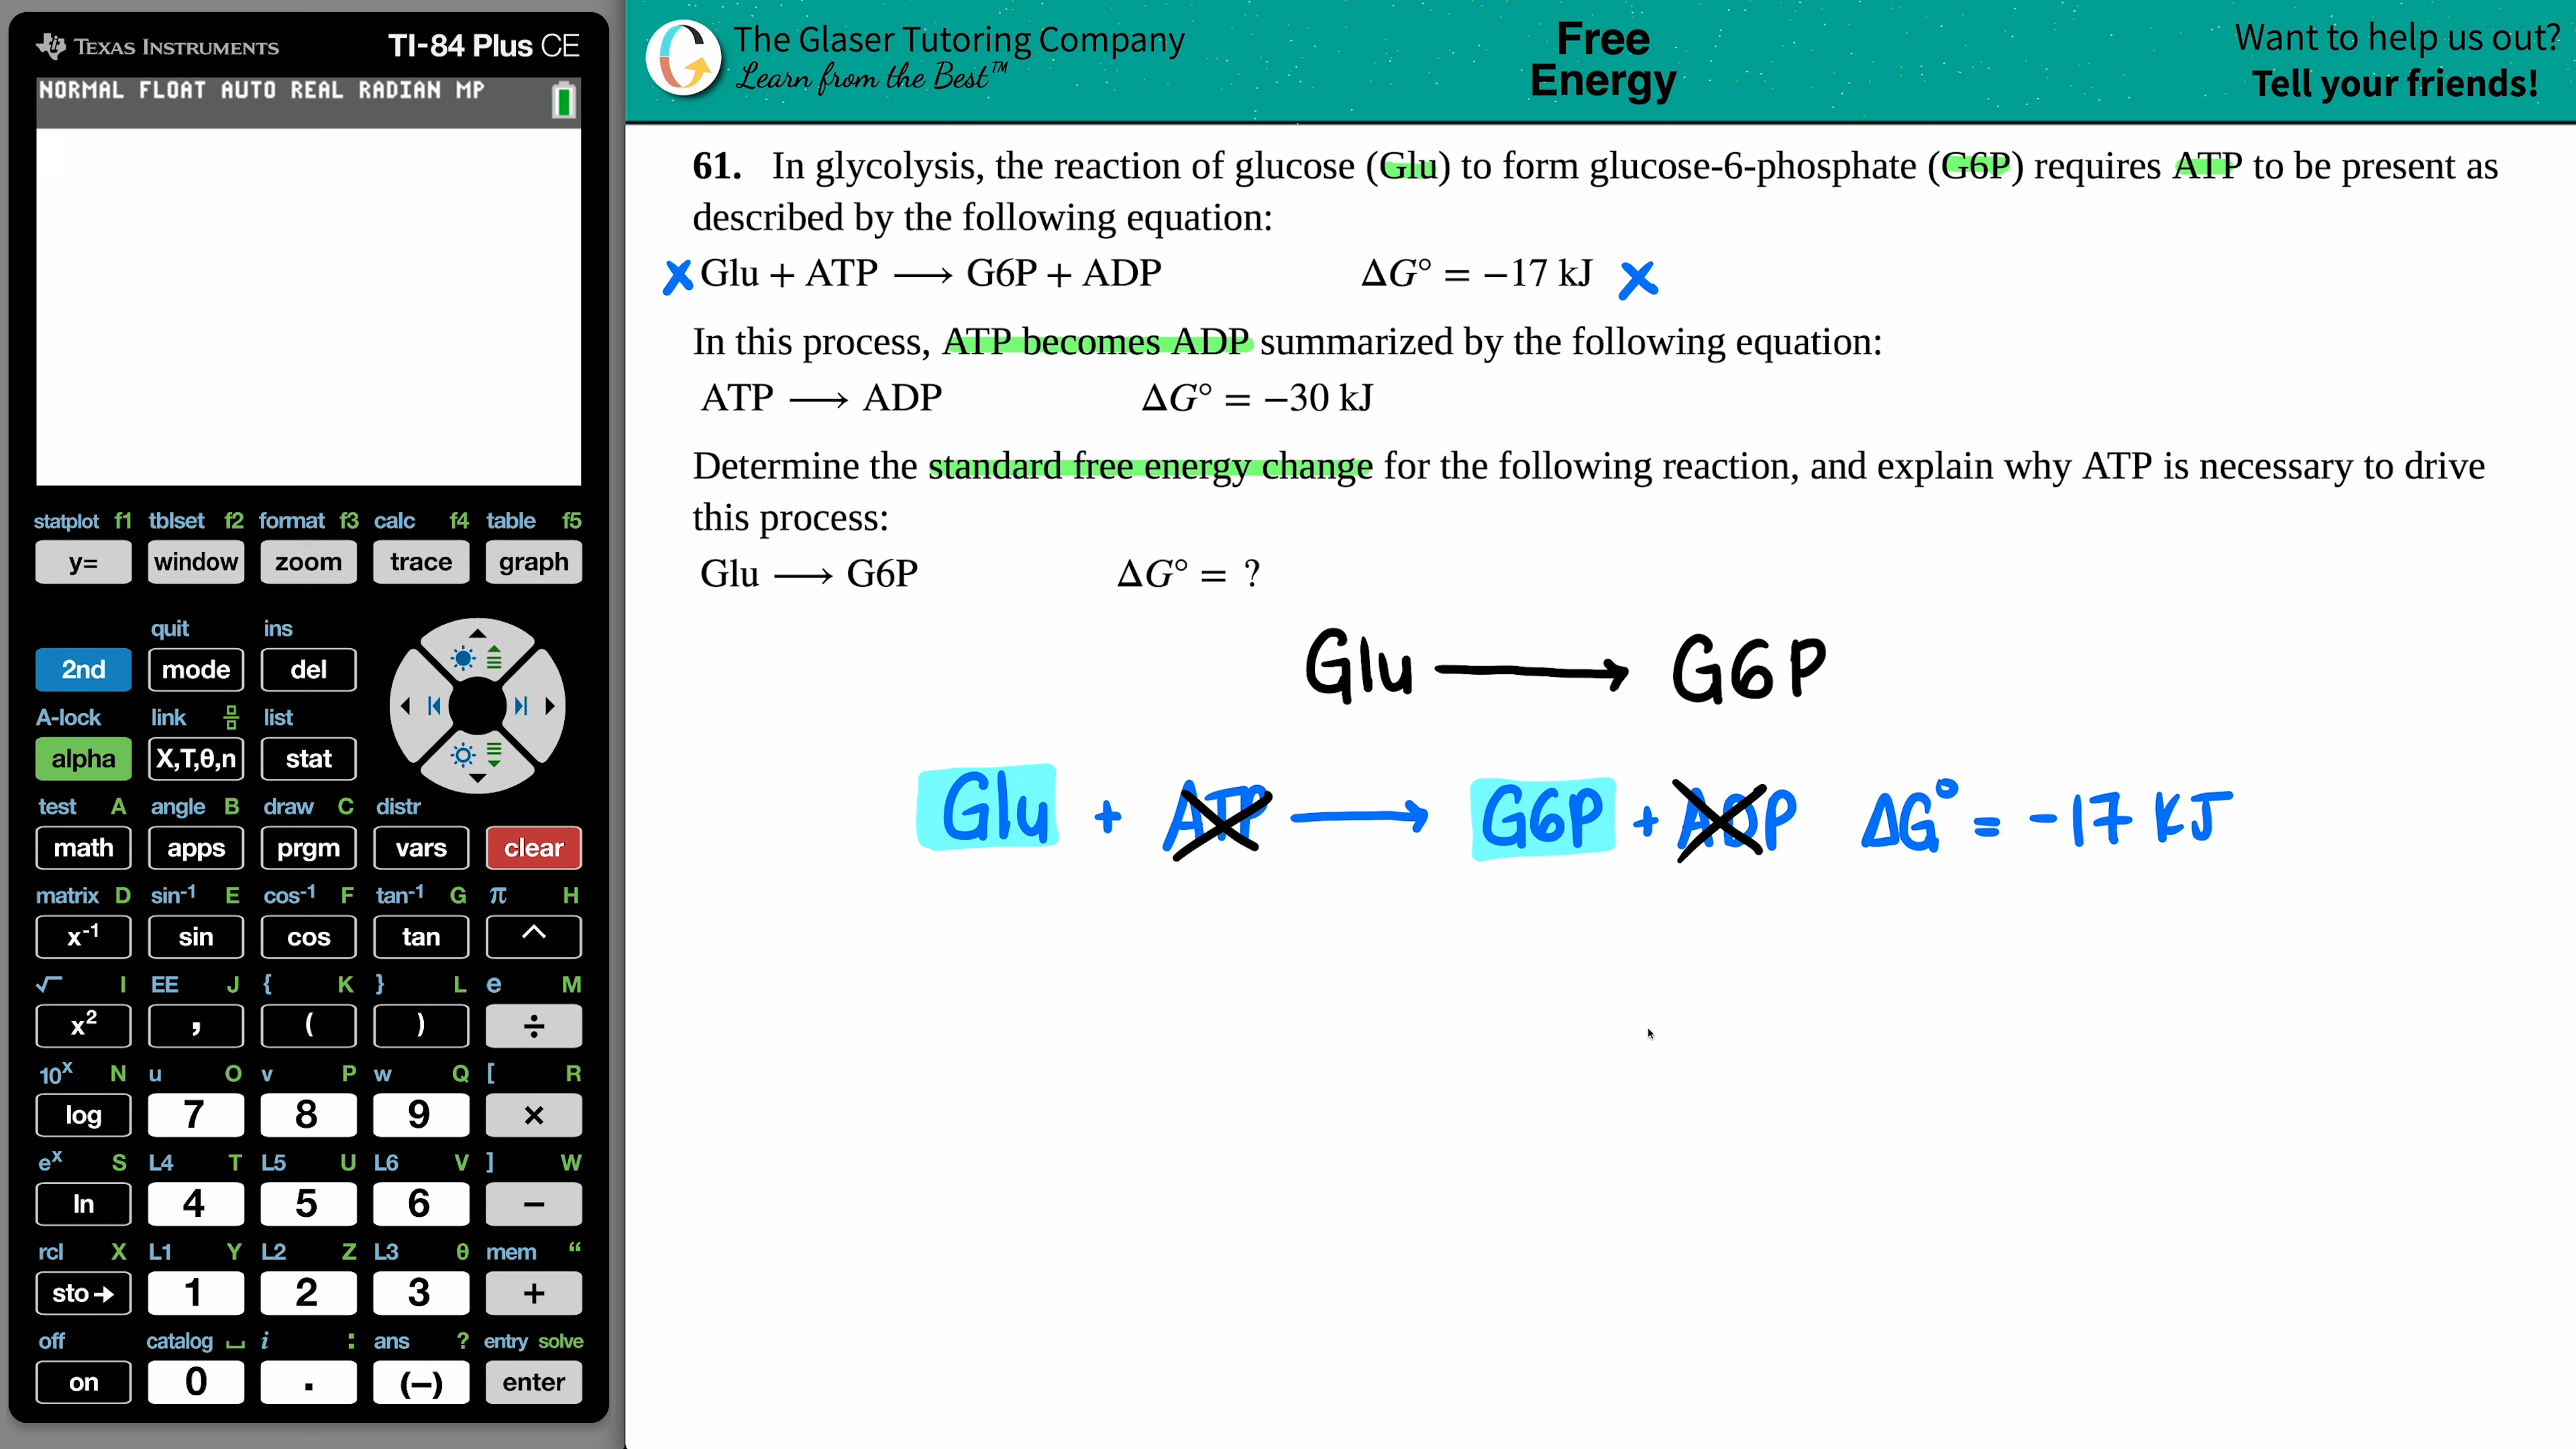 TEXAS INSTRUMENTS TI-84 Plus CE
NORMAL FLOAT AUTO REAL RADIAN MP
statplot f1 tblset f2 format f3 calc f4 table f5
y= window zoom trace graph
quit ins
2nd mode del
A-lock link list
alpha X,T,θ,n stat
test A angle B draw C distr
math apps prgm vars clear
matrix D sin⁻¹ E cos⁻¹ F tan⁻¹ G π H
x⁻¹ sin cos tan ^
√ I EE J { K } L e M
x² , ( ) ÷
10ˣ N u O v P w Q [ R
log 7 8 9 ×
eˣ S L4 T L5 U L6 V ] W
ln 4 5 6 −
rcl X L1 Y L2 Z L3 θ mem “
sto→ 1 2 3 +
off catalog ⎵ i : ans ? entry solve
on 0 . (−) enter
The Glaser Tutoring Company
Learn from the Best™
Free
Energy
Want to help us out?
Tell your friends!
61. In glycolysis, the reaction of glucose (Glu) to form glucose-6-phosphate (G6P) requires ATP to be present as
described by the following equation:
Glu + ATP ⟶ G6P + ADP ΔG° = −17 kJ
In this process, ATP becomes ADP summarized by the following equation:
ATP ⟶ ADP ΔG° = −30 kJ
Determine the standard free energy change for the following reaction, and explain why ATP is necessary to drive
this process:
Glu ⟶ G6P ΔG° = ?
Glu ⟶ G6P
Glu + ATP ⟶ G6P + ADP ΔG° = -17 KJ